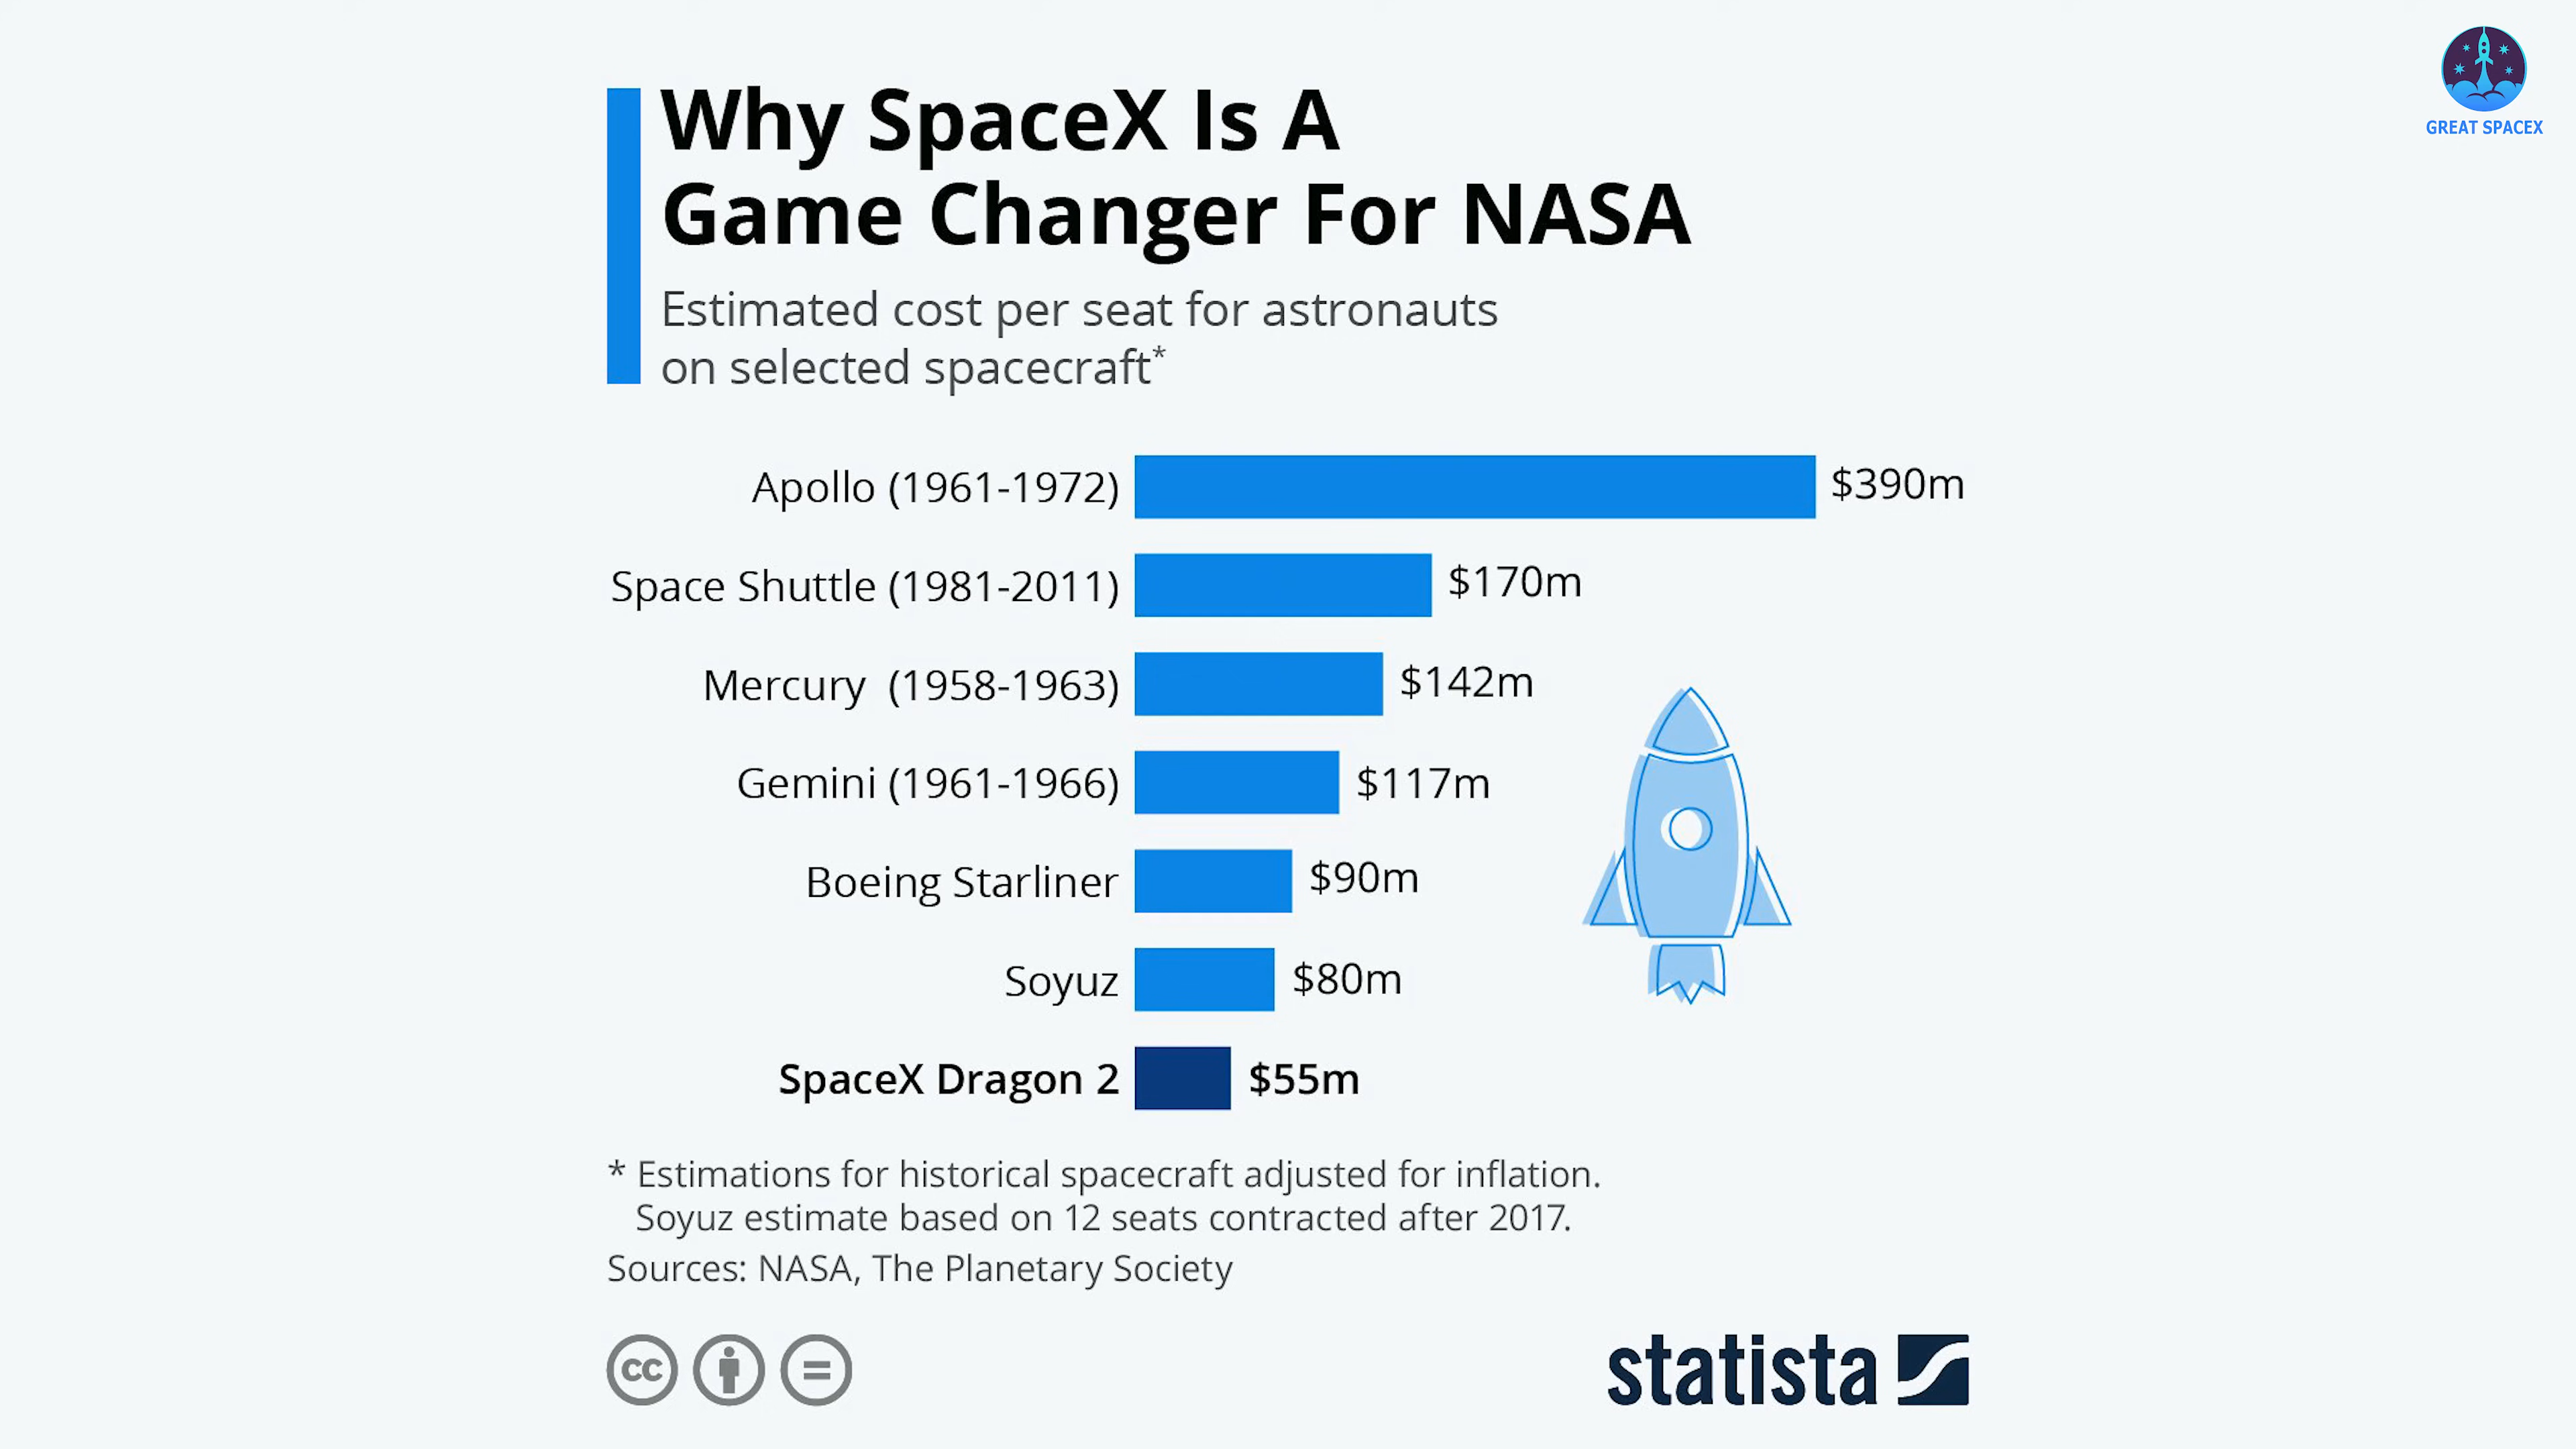 GREAT SPACEX
Why SpaceX Is A
Game Changer For NASA
Estimated cost per seat for astronauts
on selected spacecraft*
Apollo (1961-1972) $390m
Space Shuttle (1981-2011) $170m
Mercury (1958-1963) $142m
Gemini (1961-1966) $117m
Boeing Starliner $90m
Soyuz $80m
SpaceX Dragon 2 $55m
* Estimations for historical spacecraft adjusted for inflation.
Soyuz estimate based on 12 seats contracted after 2017.
Sources: NASA, The Planetary Society
cc =
statista